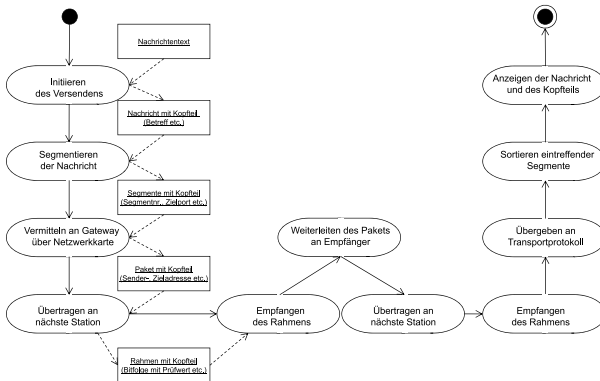 Nachrichtentext
Initiieren
des Versendens
Nachricht mit Kopfteil
(Betreff etc.)
Segmentieren
der Nachricht
Segmente mit Kopfteil
(Segmentnr., Zielport etc.)
Vermitteln an Gateway
über Netzwerkkarte
Paket mit Kopfteil
(Sender-, Zieladresse etc.)
Übertragen an
nächste Station
Rahmen mit Kopfteil
(Bitfolge mit Prüfwert etc.)
Empfangen
des Rahmens
Weiterleiten des Pakets
an Empfänger
Übertragen an
nächste Station
Empfangen
des Rahmens
Übergeben an
Transportprotokoll
Sortieren eintreffender
Segmente
Anzeigen der Nachricht
und des Kopfteils